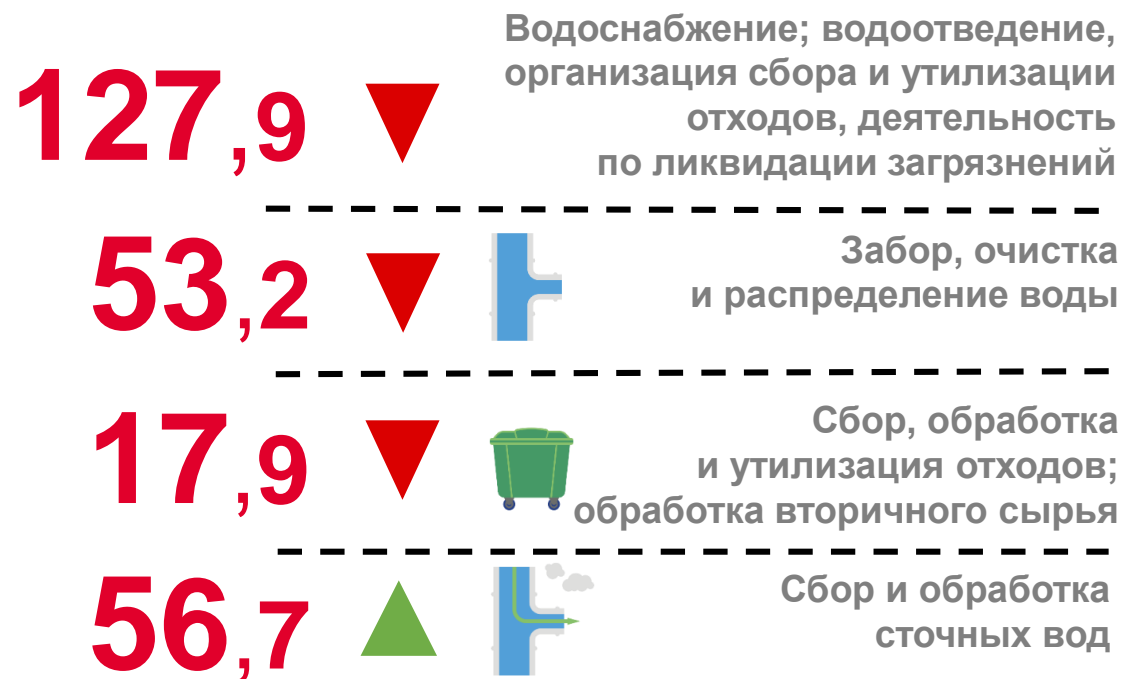 127,9
Водоснабжение; водоотведение,
организация сбора и утилизации
отходов, деятельность
по ликвидации загрязнений
53,2
Забор, очистка
и распределение воды
17,9
Сбор, обработка
и утилизация отходов;
обработка вторичного сырья
56,7
Сбор и обработка
сточных вод